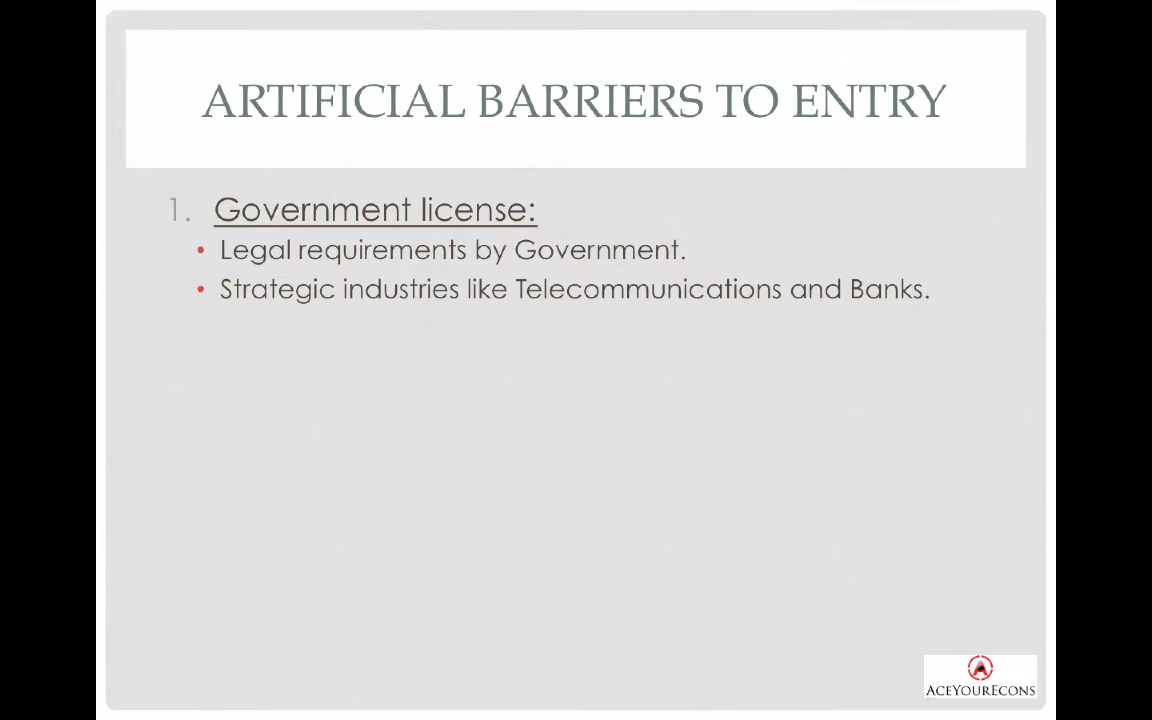 ARTIFICIAL BARRIERS TO ENTRY
1. Government license:
• Legal requirements by Government.
• Strategic industries like Telecommunications and Banks.
ACEYOURECONS